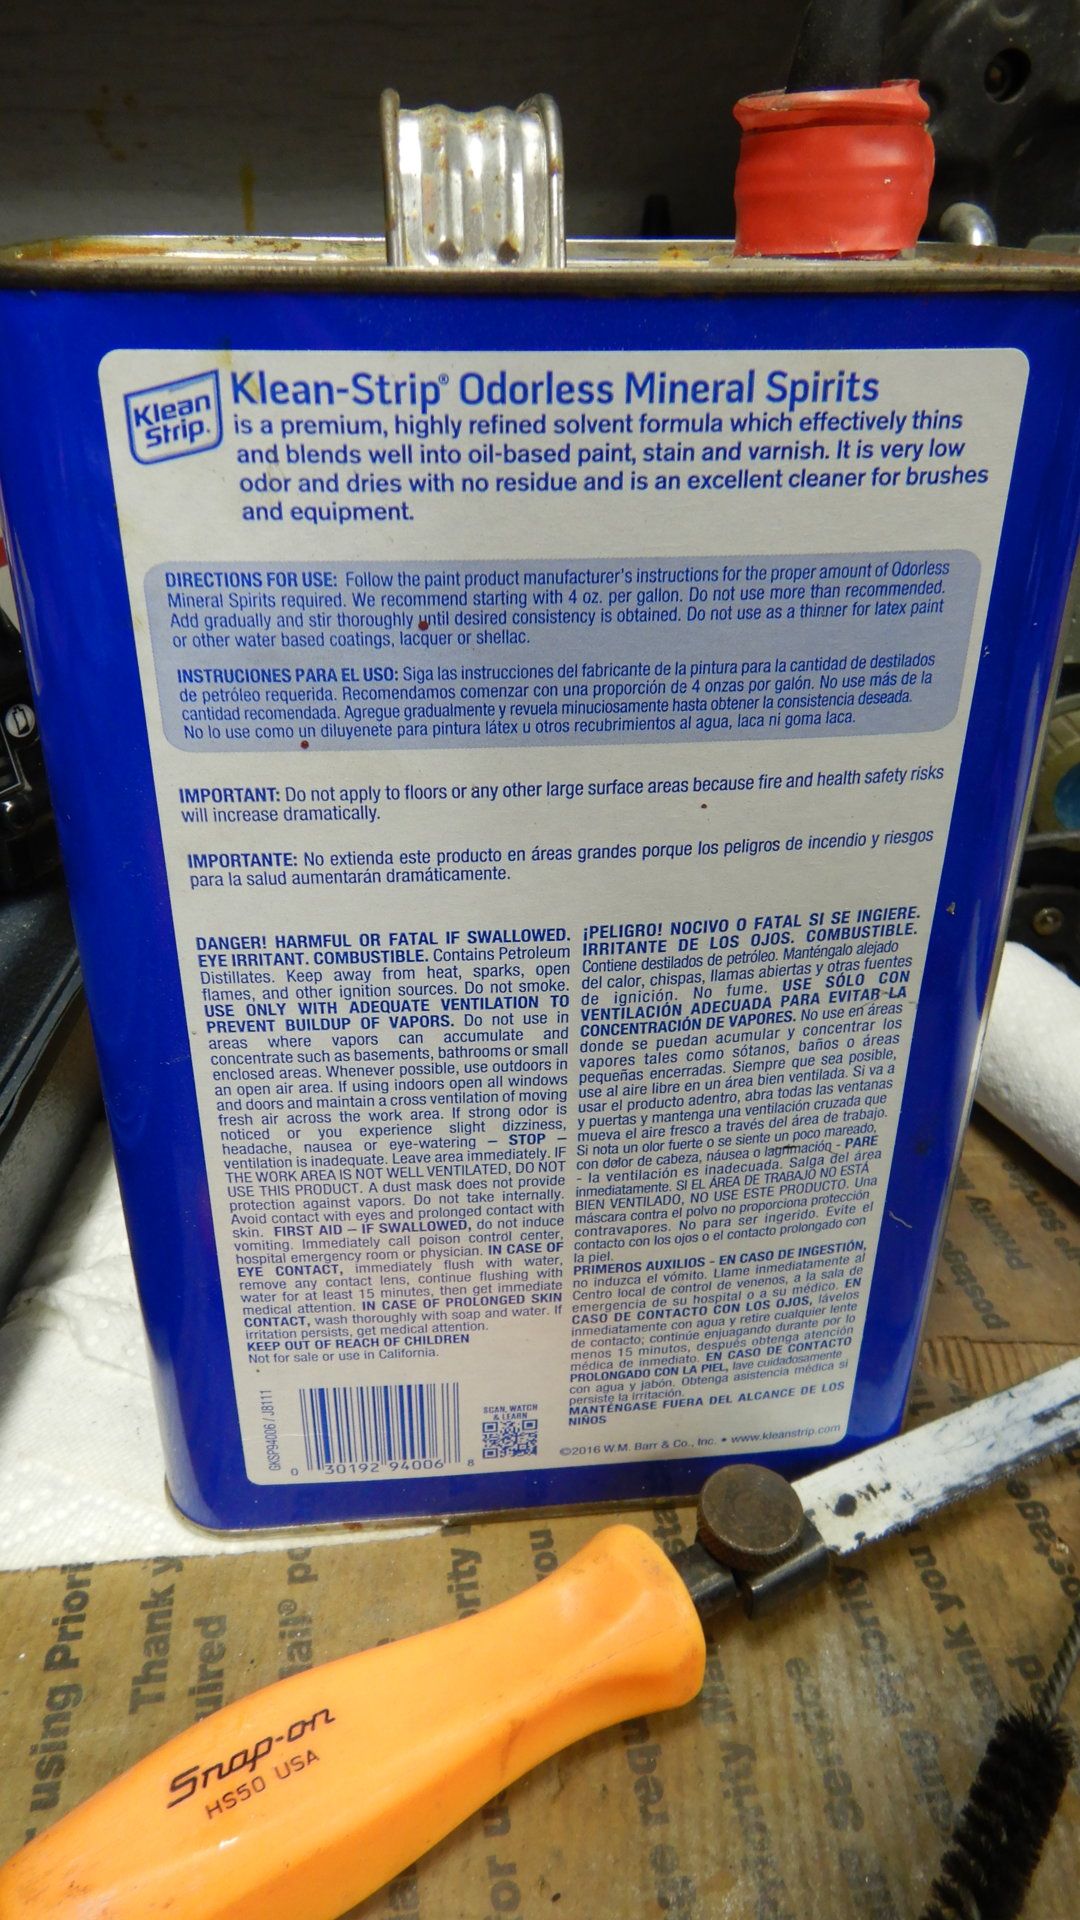 Klean
Strip.
Klean-Strip® Odorless Mineral Spirits
is a premium, highly refined solvent formula which effectively thins
and blends well into oil-based paint, stain and varnish. It is very low
odor and dries with no residue and is an excellent cleaner for brushes
and equipment.
DIRECTIONS FOR USE: Follow the paint product manufacturer's instructions for the proper amount of Odorless
Mineral Spirits required. We recommend starting with 4 oz. per gallon. Do not use more than recommended.
Add gradually and stir thoroughly until desired consistency is obtained. Do not use as a thinner for latex paint
or other water based coatings, lacquer or shellac.
INSTRUCIONES PARA EL USO: Siga las instrucciones del fabricante de la pintura para la cantidad de destilados
de petróleo requerida. Recomendamos comenzar con una proporción de 4 onzas por galón. No use más de la
cantidad recomendada. Agregue gradualmente y revuela minuciosamente hasta obtener la consistencia deseada.
No lo use como un diluyenete para pintura látex u otros recubrimientos al agua, laca ni goma laca.
IMPORTANT: Do not apply to floors or any other large surface areas because fire and health safety risks
will increase dramatically.
IMPORTANTE: No extienda este producto en áreas grandes porque los peligros de incendio y riesgos
para la salud aumentarán dramáticamente.
DANGER! HARMFUL OR FATAL IF SWALLOWED.
EYE IRRITANT. COMBUSTIBLE. Contains Petroleum
Distillates. Keep away from heat, sparks, open
flames, and other ignition sources. Do not smoke.
USE ONLY WITH ADEQUATE VENTILATION TO
PREVENT BUILDUP OF VAPORS. Do not use in
areas where vapors can accumulate and
concentrate such as basements, bathrooms or small
enclosed areas. Whenever possible, use outdoors in
an open air area. If using indoors open all windows
and doors and maintain a cross ventilation of moving
fresh air across the work area. If strong odor is
noticed or you experience slight dizziness,
headache, nausea or eye-watering – STOP –
ventilation is inadequate. Leave area immediately. IF
THE WORK AREA IS NOT WELL VENTILATED, DO NOT
USE THIS PRODUCT. A dust mask does not provide
protection against vapors. Do not take internally.
Avoid contact with eyes and prolonged contact with
skin. FIRST AID – IF SWALLOWED, do not induce
vomiting. Immediately call poison control center,
hospital emergency room or physician. IN CASE OF
EYE CONTACT, immediately flush with water,
remove any contact lens, continue flushing with
water for at least 15 minutes, then get immediate
medical attention. IN CASE OF PROLONGED SKIN
CONTACT, wash thoroughly with soap and water. If
irritation persists, get medical attention.
KEEP OUT OF REACH OF CHILDREN
Not for sale or use in California.
¡PELIGRO! NOCIVO O FATAL SI SE INGIERE.
IRRITANTE DE LOS OJOS. COMBUSTIBLE.
Contiene destilados de petróleo. Manténgalo alejado
del calor, chispas, llamas abiertas y otras fuentes
de ignición. No fume. USE SÓLO CON
VENTILACIÓN ADECUADA PARA EVITAR LA
CONCENTRACIÓN DE VAPORES. No use en áreas
donde se puedan acumular y concentrar los
vapores tales como sótanos, baños o áreas
pequeñas encerradas. Siempre que sea posible,
use al aire libre en un área bien ventilada. Si va a
usar el producto adentro, abra todas las ventanas
y puertas y mantenga una ventilación cruzada que
mueva el aire fresco a través del área de trabajo.
Si nota un olor fuerte o se siente un poco mareado,
con dolor de cabeza, náusea o lagrimación - PARE
- la ventilación es inadecuada. Salga del área
inmediatamente. SI EL ÁREA DE TRABAJO NO ESTÁ
BIEN VENTILADO, NO USE ESTE PRODUCTO. Una
máscara contra el polvo no proporciona protección
contravapores. No para ser ingerido. Evite el
contacto con los ojos o el contacto prolongado con
la piel.
PRIMEROS AUXILIOS - EN CASO DE INGESTIÓN,
no induzca el vómito. Llame inmediatamente al
Centro local de control de venenos, a la sala de
emergencia de su hospital o a su médico. EN
CASO DE CONTACTO CON LOS OJOS, lávelos
inmediatamente con agua y retire cualquier lente
de contacto; continúe enjuagando durante por lo
menos 15 minutos, después obtenga atención
médica de inmediato. EN CASO DE CONTACTO
PROLONGADO CON LA PIEL, lave cuidadosamente
con agua y jabón. Obtenga asistencia médica si
persiste la irritación.
MANTÉNGASE FUERA DEL ALCANCE DE LOS
NIÑOS
GKSP94006 / J8111
0 30192 94006 8
SCAN, WATCH
& LEARN
©2016 W.M. Barr & Co., Inc. • www.kleanstrip.com
Snap-on
HS50 USA
using Priori
Thank y